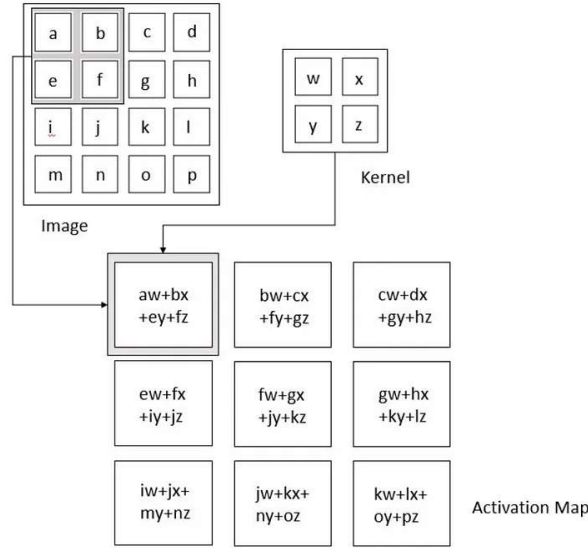 a b c d
e f g h
i j k l
m n o p
Image
w x
y z
Kernel
aw+bx
+ey+fz
bw+cx
+fy+gz
cw+dx
+gy+hz
ew+fx
+iy+jz
fw+gx
+jy+kz
gw+hx
+ky+lz
iw+jx+
my+nz
jw+kx+
ny+oz
kw+lx+
oy+pz
Activation Map